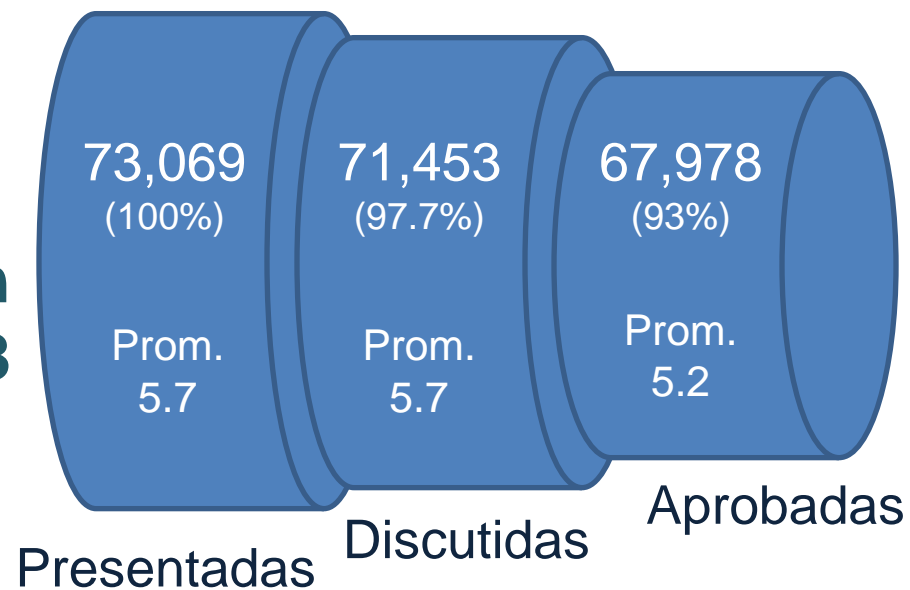 73,069
(100%)
Prom.
5.7
Presentadas
71,453
(97.7%)
Prom.
5.7
Discutidas
67,978
(93%)
Prom.
5.2
Aprobadas